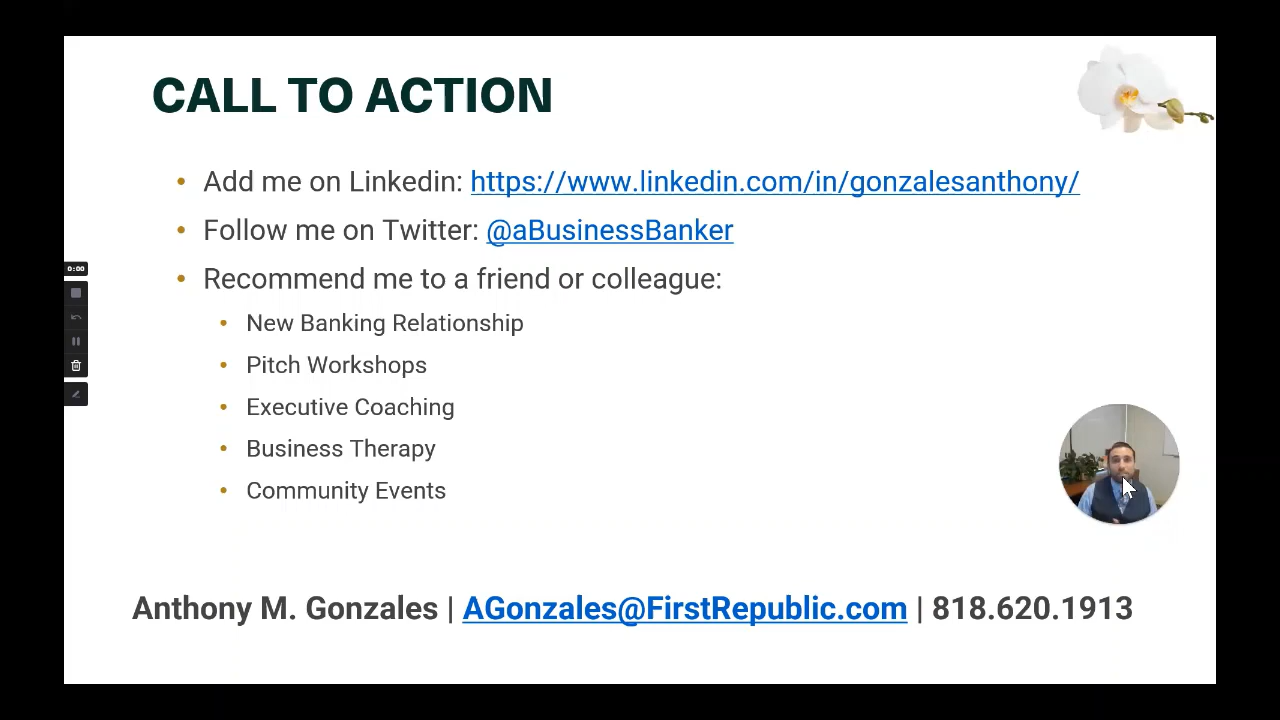 CALL TO ACTION
Add me on Linkedin: https://www.linkedin.com/in/gonzalesanthony/
Follow me on Twitter: @aBusinessBanker
Recommend me to a friend or colleague:
New Banking Relationship
Pitch Workshops
Executive Coaching
Business Therapy
Community Events
0:00
Anthony M. Gonzales | AGonzales@FirstRepublic.com | 818.620.1913